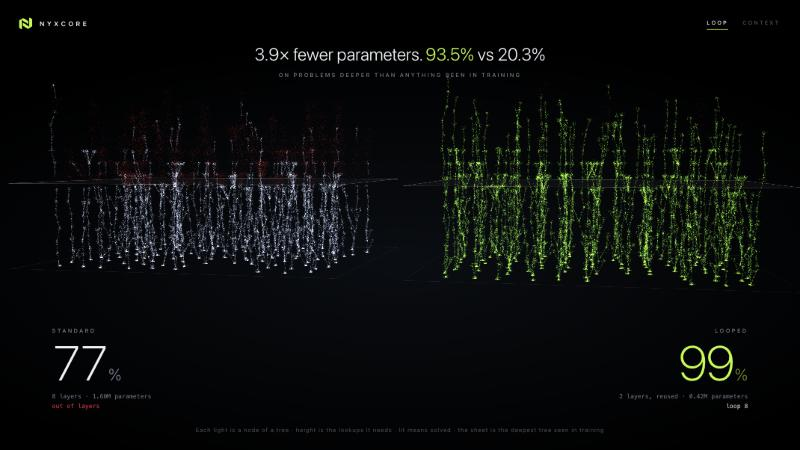 NYXCORE
LOOP CONTEXT
3.9× fewer parameters. 93.5% vs 20.3%
ON PROBLEMS DEEPER THAN ANYTHING SEEN IN TRAINING
STANDARD
77%
8 layers · 1.60M parameters
out of layers
LOOPED
99%
2 layers, reused · 0.42M parameters
loop 8
Each light is a node of a tree · height is the lookups it needs · lit means solved · the sheet is the deepest tree seen in training